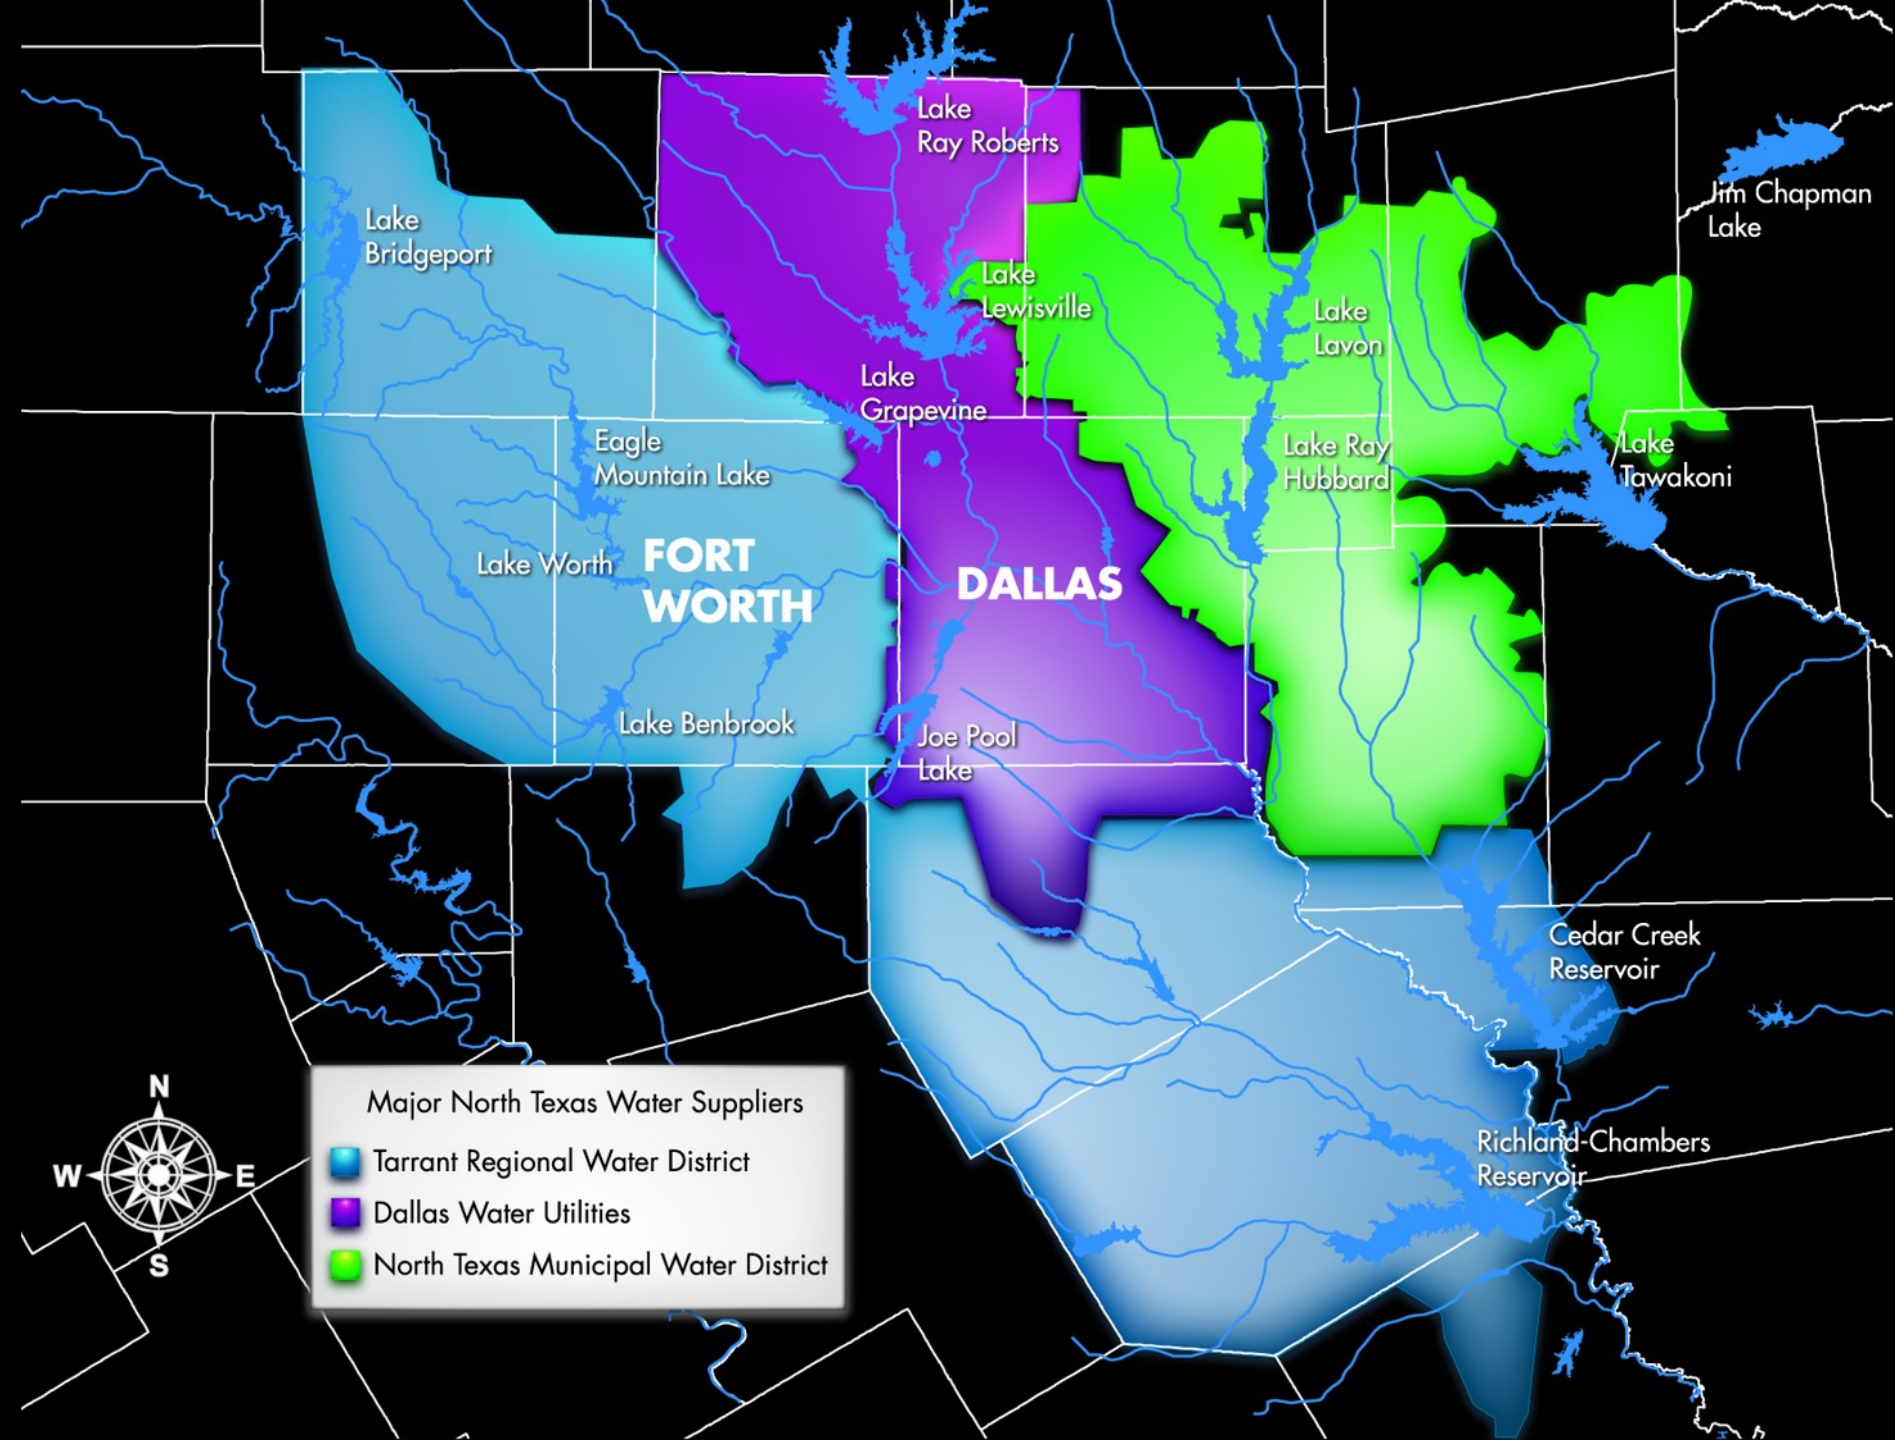 Lake
Ray Roberts
Jim Chapman
Lake
Lake
Bridgeport
Lake
Lewisville
Lake
Lavon
Lake
Grapevine
Eagle
Mountain Lake
Lake Ray
Hubbard
Lake
Tawakoni
Lake Worth
FORT
WORTH
DALLAS
Lake Benbrook
Joe Pool
Lake
Cedar Creek
Reservoir
Richland-Chambers
Reservoir
N
W
E
S
Major North Texas Water Suppliers
Tarrant Regional Water District
Dallas Water Utilities
North Texas Municipal Water District